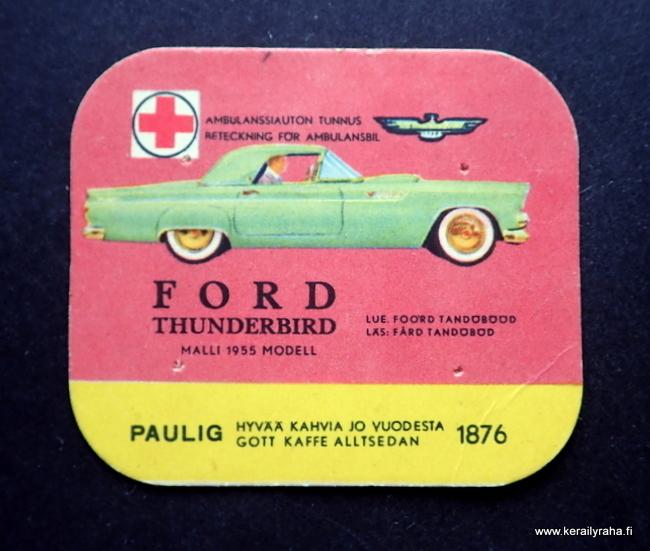 AMBULANSSIAUTON TUNNUS
BETECKNING FÖR AMBULANSBIL
FORD
THUNDERBIRD
MALLI 1955 MODELL
LUE: FOORD TANDÖBÖÖD
LÄS: FÅRD TANDÖBÖD
PAULIG
HYVÄÄ KAHVIA JO VUODESTA
GOTT KAFFE ALLTSEDAN
1876
www.kerailyraha.fi